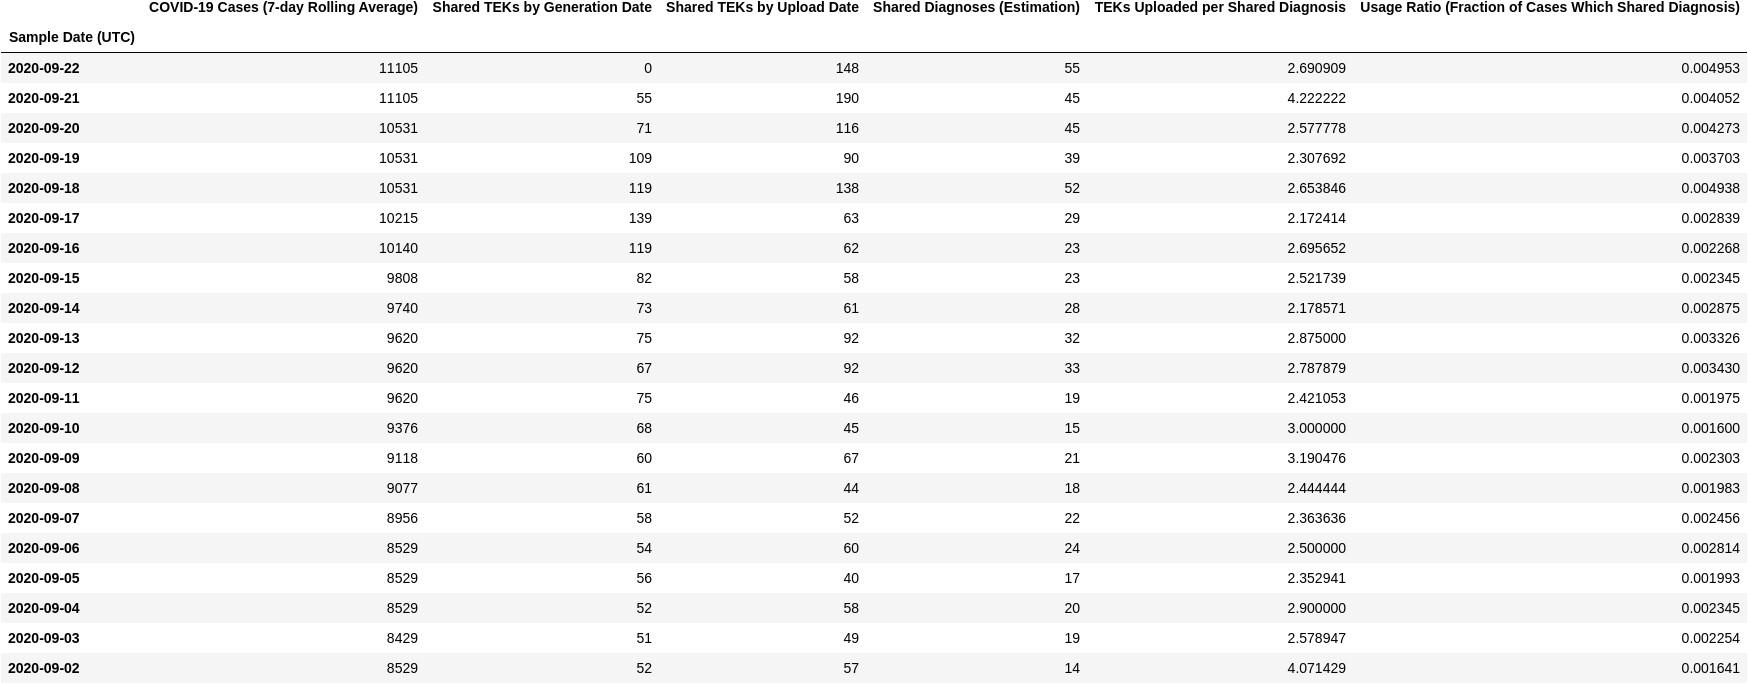 COVID-19 Cases (7-day Rolling Average) Shared TEKs by Generation Date Shared TEKs by Upload Date Shared Diagnoses (Estimation) TEKs Uploaded per Shared Diagnosis Usage Ratio (Fraction of Cases Which Shared Diagnosis)
Sample Date (UTC)
2020-09-22 11105 0 148 55 2.690909 0.004953
2020-09-21 11105 55 190 45 4.222222 0.004052
2020-09-20 10531 71 116 45 2.577778 0.004273
2020-09-19 10531 109 90 39 2.307692 0.003703
2020-09-18 10531 119 138 52 2.653846 0.004938
2020-09-17 10215 139 63 29 2.172414 0.002839
2020-09-16 10140 119 62 23 2.695652 0.002268
2020-09-15 9808 82 58 23 2.521739 0.002345
2020-09-14 9740 73 61 28 2.178571 0.002875
2020-09-13 9620 75 92 32 2.875000 0.003326
2020-09-12 9620 67 92 33 2.787879 0.003430
2020-09-11 9620 75 46 19 2.421053 0.001975
2020-09-10 9376 68 45 15 3.000000 0.001600
2020-09-09 9118 60 67 21 3.190476 0.002303
2020-09-08 9077 61 44 18 2.444444 0.001983
2020-09-07 8956 58 52 22 2.363636 0.002456
2020-09-06 8529 54 60 24 2.500000 0.002814
2020-09-05 8529 56 40 17 2.352941 0.001993
2020-09-04 8529 52 58 20 2.900000 0.002345
2020-09-03 8429 51 49 19 2.578947 0.002254
2020-09-02 8529 52 57 14 4.071429 0.001641